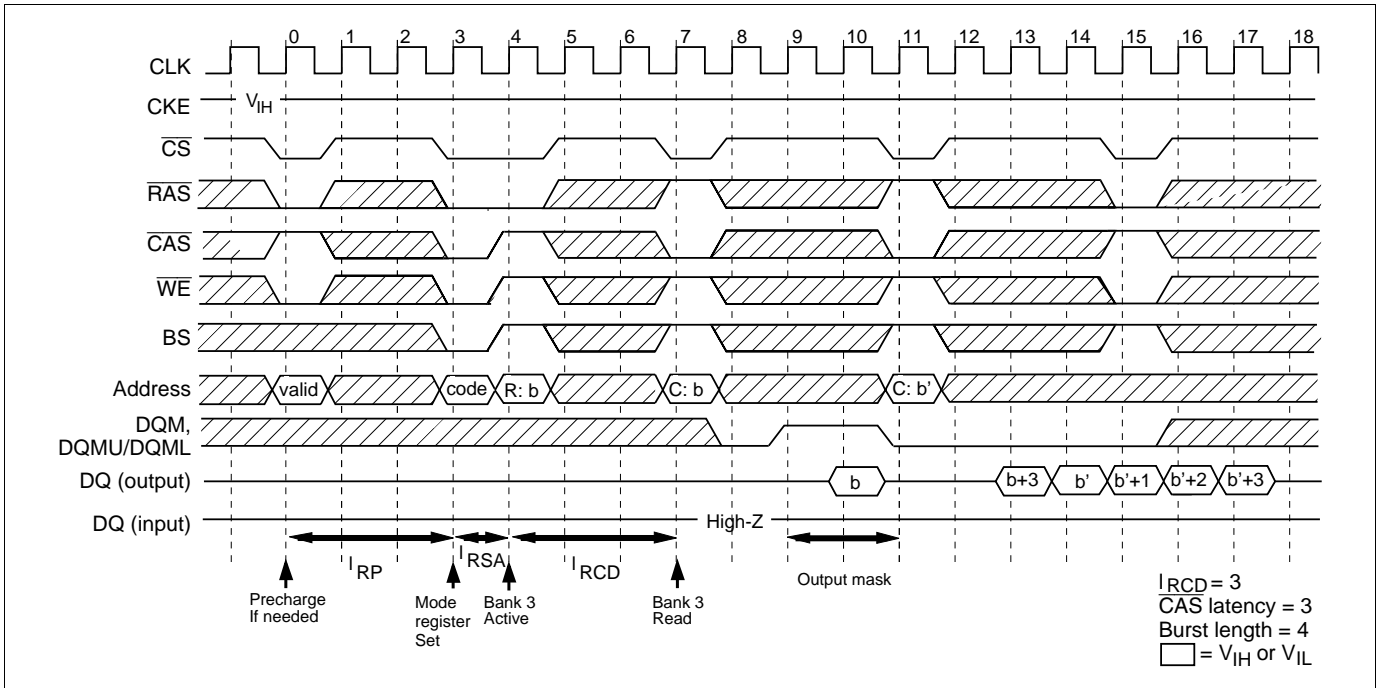 0 1 2 3 4 5 6 7 8 9 10 11 12 13 14 15 16 17 18
CLK
CKE VIH
CS
RAS
CAS
WE
BS
Address valid code R: b C: b C: b'
DQM,
DQMU/DQML
DQ (output) b b+3 b' b'+1 b'+2 b'+3
DQ (input) High-Z
lRP lRSA lRCD Output mask
Precharge
If needed
Mode
register
Set
Bank 3
Active
Bank 3
Read
lRCD = 3
CAS latency = 3
Burst length = 4
= VIH or VIL